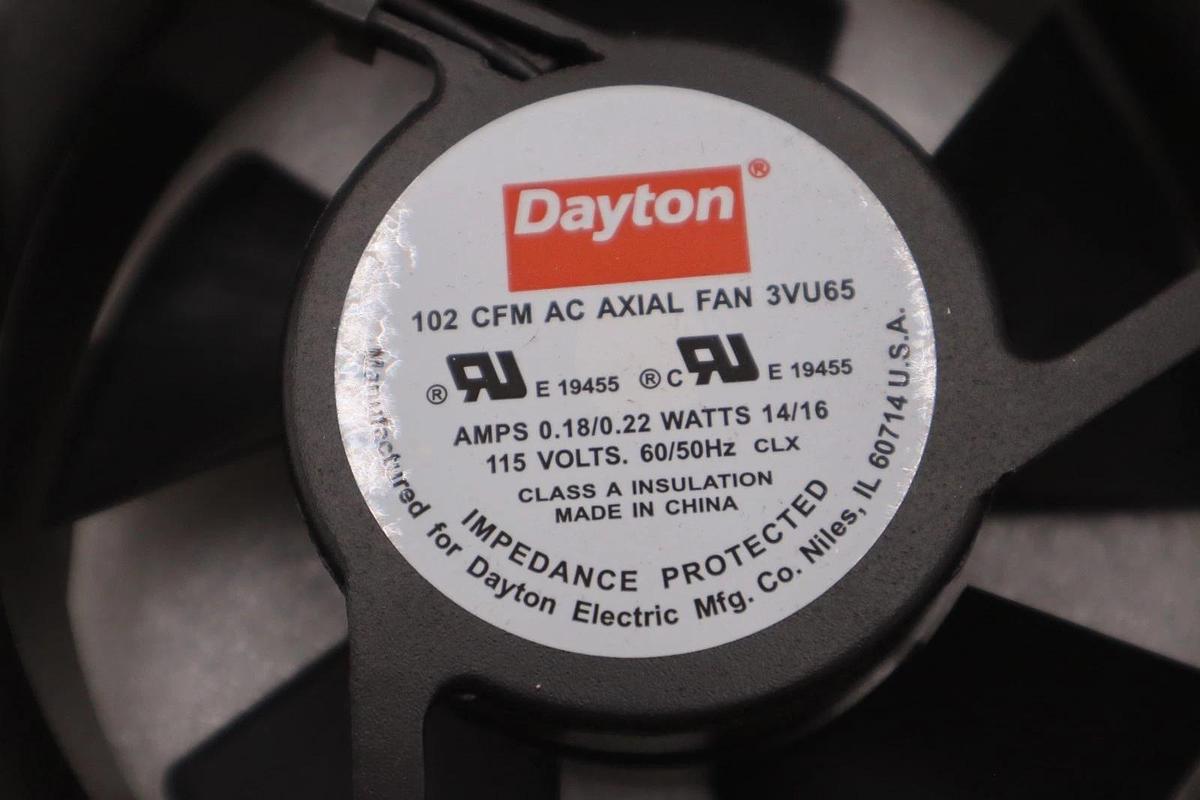 Dayton®
102 CFM AC AXIAL FAN 3VU65
® RU E 19455 ® C RU E 19455
AMPS 0.18/0.22 WATTS 14/16
115 VOLTS. 60/50Hz CLX
CLASS A INSULATION
MADE IN CHINA
IMPEDANCE PROTECTED
Manufactured for Dayton Electric Mfg. Co. Niles, IL 60714 U.S.A.